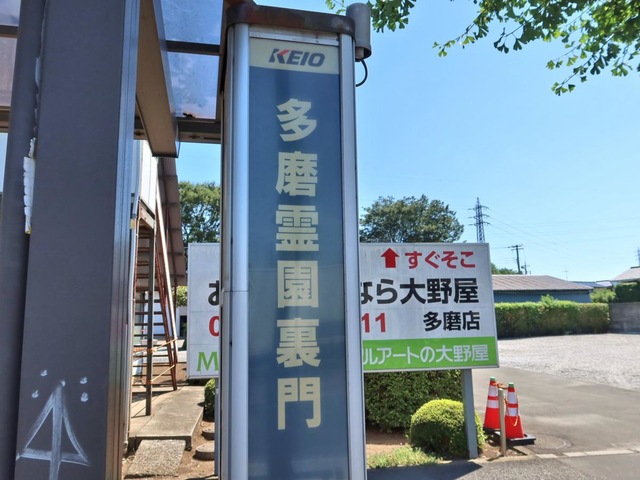 KEIO
多磨霊園裏門
すぐそこ
お
なら大野屋
0
11
多磨店
M
ルアートの大野屋